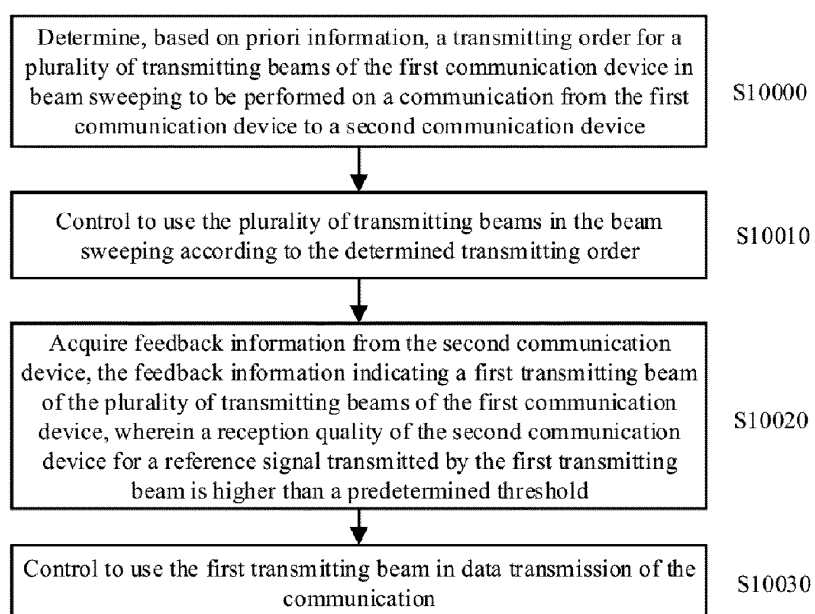 Determine, based on priori information, a transmitting order for a
plurality of transmitting beams of the first communication device in
beam sweeping to be performed on a communication from the first
communication device to a second communication device
S10000
Control to use the plurality of transmitting beams in the beam
sweeping according to the determined transmitting order
S10010
Acquire feedback information from the second communication
device, the feedback information indicating a first transmitting beam
of the plurality of transmitting beams of the first communication
device, wherein a reception quality of the second communication
device for a reference signal transmitted by the first transmitting
beam is higher than a predetermined threshold
S10020
Control to use the first transmitting beam in data transmission of the
communication
S10030